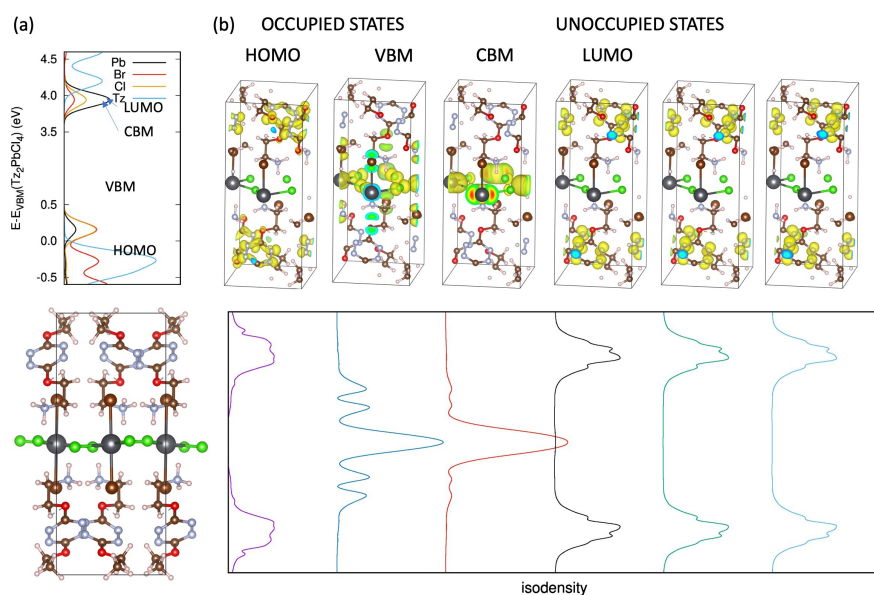 (a)
(b)
OCCUPIED STATES
UNOCCUPIED STATES
HOMO
VBM
CBM
LUMO
E-E_VBM(Tz₂PbCl₄) (eV)
4.5
4.0
3.5
0.5
0.0
-0.5
Pb
Br
Cl
Tz
LUMO
CBM
VBM
HOMO
isodensity